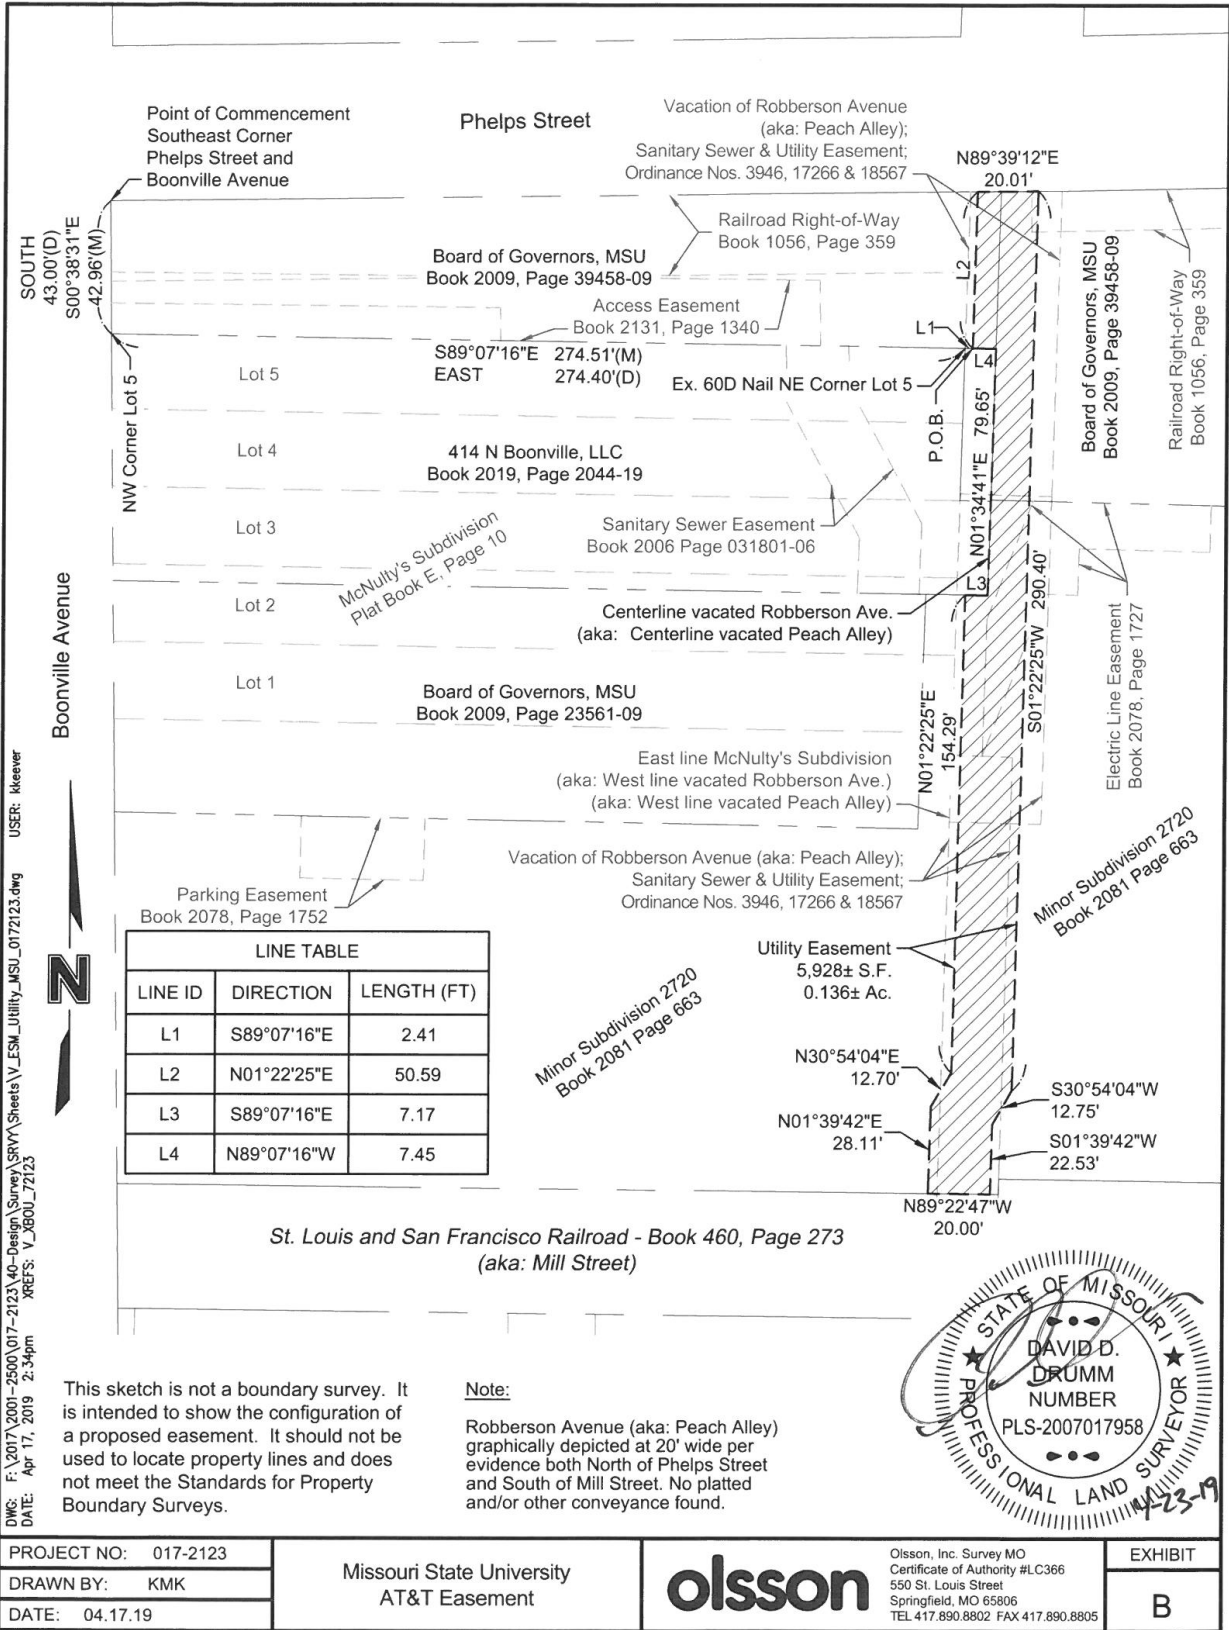 Point of Commencement
Southeast Corner
Phelps Street and
Boonville Avenue
Phelps Street
Vacation of Robberson Avenue
(aka: Peach Alley);
Sanitary Sewer & Utility Easement;
Ordinance Nos. 3946, 17266 & 18567
N89°39'12"E
20.01'
SOUTH
43.00'(D)
S00°38'31"E
42.96'(M)
Railroad Right-of-Way
Book 1056, Page 359
Board of Governors, MSU
Book 2009, Page 39458-09
Access Easement
Book 2131, Page 1340
L2
L1
L4
Board of Governors, MSU
Book 2009, Page 39458-09
Railroad Right-of-Way
Book 1056, Page 359
S89°07'16"E 274.51'(M)
EAST 274.40'(D)
Ex. 60D Nail NE Corner Lot 5
NW Corner Lot 5
Lot 5
P.O.B.
N01°34'41"E 79.65'
Lot 4
414 N Boonville, LLC
Book 2019, Page 2044-19
Lot 3
McNulty's Subdivision
Plat Book E, Page 10
Sanitary Sewer Easement
Book 2006 Page 031801-06
L3
Lot 2
Centerline vacated Robberson Ave.
(aka: Centerline vacated Peach Alley)
S01°22'25"W 290.40'
Electric Line Easement
Book 2078, Page 1727
Boonville Avenue
Lot 1
Board of Governors, MSU
Book 2009, Page 23561-09
N01°22'25"E
154.29'
East line McNulty's Subdivision
(aka: West line vacated Robberson Ave.)
(aka: West line vacated Peach Alley)
Vacation of Robberson Avenue (aka: Peach Alley);
Sanitary Sewer & Utility Easement;
Ordinance Nos. 3946, 17266 & 18567
Minor Subdivision 2720
Book 2081 Page 663
Parking Easement
Book 2078, Page 1752
Utility Easement
5,928± S.F.
0.136± Ac.
N
LINE TABLE
LINE ID DIRECTION LENGTH (FT)
L1 S89°07'16"E 2.41
L2 N01°22'25"E 50.59
L3 S89°07'16"E 7.17
L4 N89°07'16"W 7.45
Minor Subdivision 2720
Book 2081 Page 663
N30°54'04"E
12.70'
N01°39'42"E
28.11'
S30°54'04"W
12.75'
S01°39'42"W
22.53'
N89°22'47"W
20.00'
St. Louis and San Francisco Railroad - Book 460, Page 273
(aka: Mill Street)
DWG: F:\2017\2001-2500\017-2123\40-Design\Survey\SRVY\Sheets\V_ESM_Utility_MSU_0172123.dwg USER: kkeever
DATE: Apr 17, 2019 2:34pm XREFS: V_XBOU_72123
This sketch is not a boundary survey. It
is intended to show the configuration of
a proposed easement. It should not be
used to locate property lines and does
not meet the Standards for Property
Boundary Surveys.
Note:
Robberson Avenue (aka: Peach Alley)
graphically depicted at 20' wide per
evidence both North of Phelps Street
and South of Mill Street. No platted
and/or other conveyance found.
STATE OF MISSOURI
DAVID D.
DRUMM
NUMBER
PLS-2007017958
PROFESSIONAL LAND SURVEYOR
4-23-19
PROJECT NO: 017-2123
DRAWN BY: KMK
DATE: 04.17.19
Missouri State University
AT&T Easement
olsson
Olsson, Inc. Survey MO
Certificate of Authority #LC366
550 St. Louis Street
Springfield, MO 65806
TEL 417.890.8802 FAX 417.890.8805
EXHIBIT
B